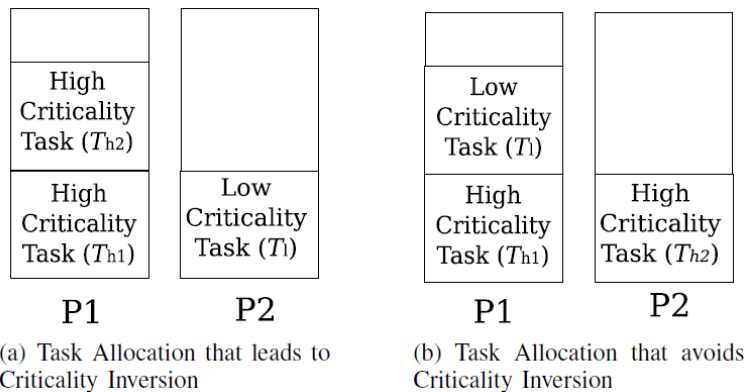 High
Criticality
Task (Th2)
High
Criticality
Task (Th1)
Low
Criticality
Task (Tl)
P1
P2
(a) Task Allocation that leads to
Criticality Inversion
Low
Criticality
Task (Tl)
High
Criticality
Task (Th1)
High
Criticality
Task (Th2)
P1
P2
(b) Task Allocation that avoids
Criticality Inversion